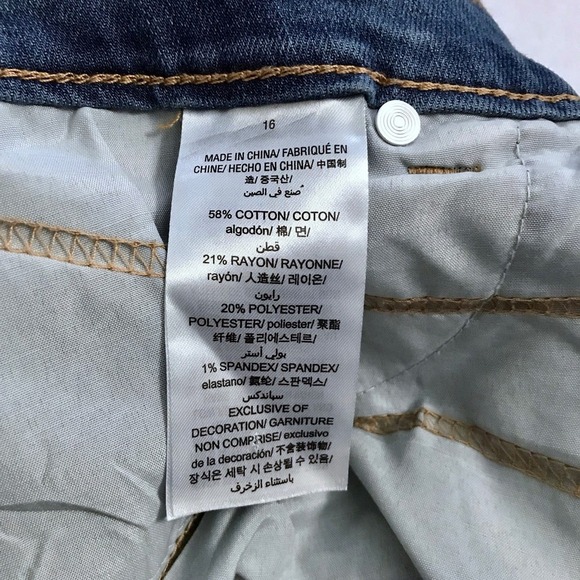 16
MADE IN CHINA/ FABRIQUÉ EN
CHINE/ HECHO EN CHINA/ 中国制
造/ 중국산/
صنع في الصين
58% COTTON/ COTON/
algodón/ 棉/ 면/
قطن
21% RAYON/ RAYONNE/
rayón/ 人造丝/ 레이온/
رايون
20% POLYESTER/
POLYESTER/ poliester/ 聚酯
纤维/ 폴리에스테르/
بولي أستر
1% SPANDEX/ SPANDEX/
elastano/ 氨纶/ 스판덱스/
سباندكس
EXCLUSIVE OF
DECORATION/ GARNITURE
NON COMPRISE/ exclusivo
de la decoración/ 不含装饰物/
장식은 세탁 시 손상될 수 있음/
باستثناء الزخرف